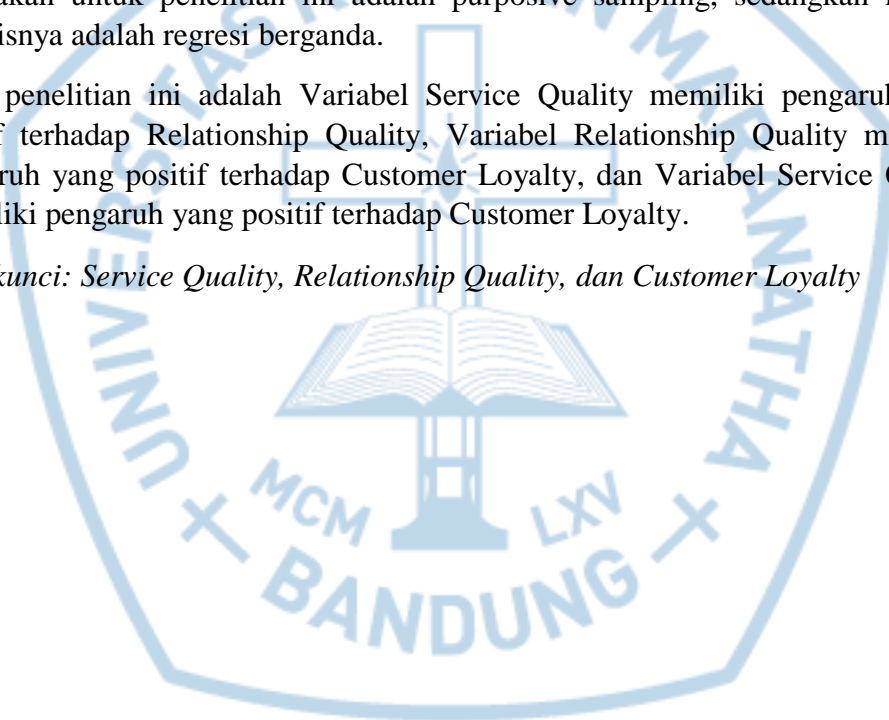 akan untuk penelitian ini adalah purposive sampling, sedangkan
isnya adalah regresi berganda.
penelitian ini adalah Variabel Service Quality memiliki pengaruh
f terhadap Relationship Quality, Variabel Relationship Quality m
ruh yang positif terhadap Customer Loyalty, dan Variabel Service
liki pengaruh yang positif terhadap Customer Loyalty.
kunci: Service Quality, Relationship Quality, dan Customer Loyalty
UNIVERSITAS
MARANATHA
MCM LXV
BANDUNG